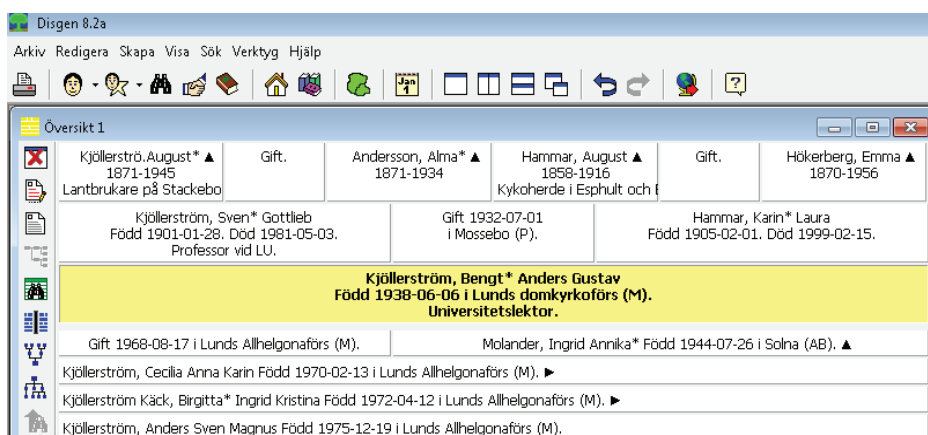 Disgen 8.2a
Arkiv Redigera Skapa Visa Sök Verktyg Hjälp
Jan 1
?
Översikt 1
Kjöllerströ.August* ▲
1871-1945
Lantbrukare på Stackebo
Gift.
Andersson, Alma* ▲
1871-1934
Hammar, August ▲
1858-1916
Kykoherde i Esphult och
Gift.
Hökerberg, Emma ▲
1870-1956
Kjöllerström, Sven* Gottlieb
Född 1901-01-28. Död 1981-05-03.
Professor vid LU.
Gift 1932-07-01
i Mossebo (P).
Hammar, Karin* Laura
Född 1905-02-01. Död 1999-02-15.
Kjöllerström, Bengt* Anders Gustav
Född 1938-06-06 i Lunds domkyrkoförs (M).
Universitetslektor.
Gift 1968-08-17 i Lunds Allhelgonaförs (M).
Molander, Ingrid Annika* Född 1944-07-26 i Solna (AB). ▲
Kjöllerström, Cecilia Anna Karin Född 1970-02-13 i Lunds Allhelgonaförs (M). ►
Kjöllerström Käck, Birgitta* Ingrid Kristina Född 1972-04-12 i Lunds Allhelgonaförs (M). ►
Kjöllerström, Anders Sven Magnus Född 1975-12-19 i Lunds Allhelgonaförs (M).